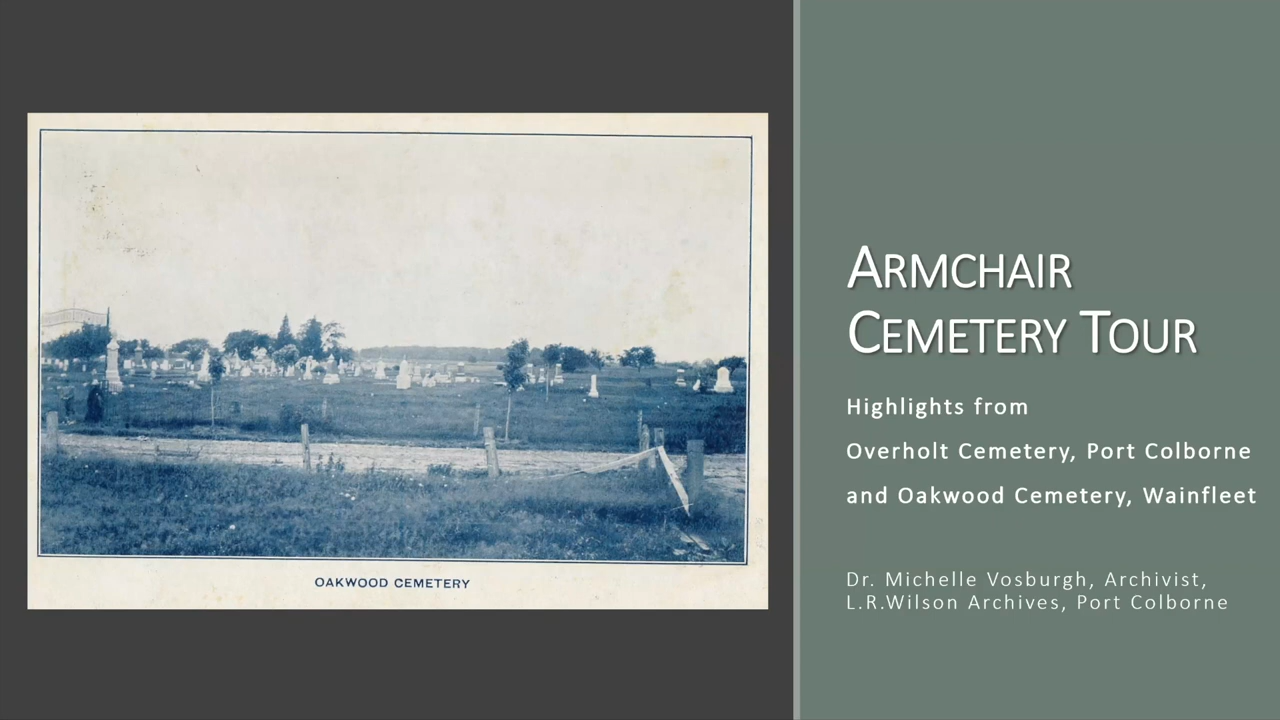 OAKWOOD CEMETERY
ARMCHAIR
CEMETERY TOUR
Highlights from
Overholt Cemetery, Port Colborne
and Oakwood Cemetery, Wainfleet
Dr. Michelle Vosburgh, Archivist,
L.R.Wilson Archives, Port Colborne